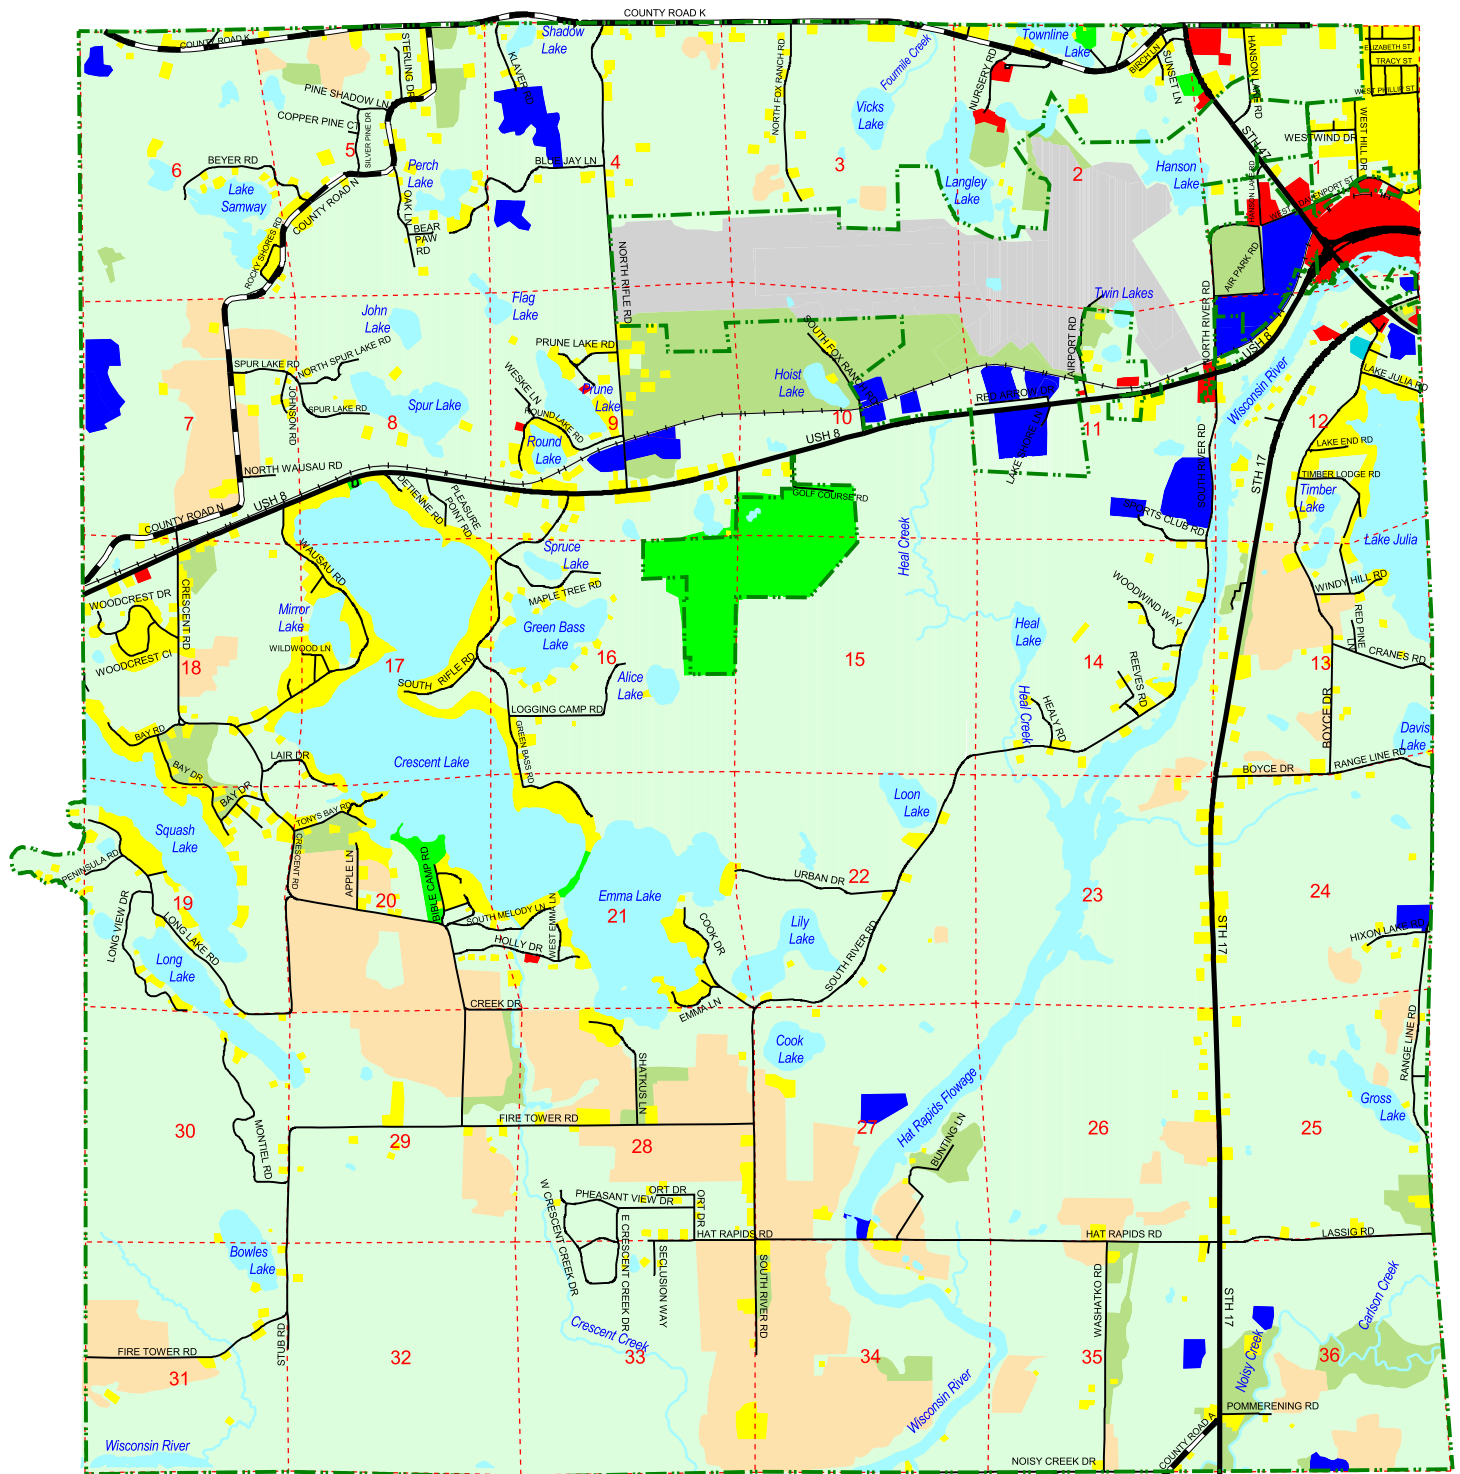 COUNTY ROAD K
COUNTY ROAD K
Shadow
Lake
Townline
Lake
STERLING DR
KLAVER RD
NORTH FOX RANCH RD
Fourmile Creek
NURSERY RD
BIRCH LN
SUNSET LN
HANSON LAKE RD
ELIZABETH ST
TRACY ST
WEST PHILLIP ST
PINE SHADOW LN
COPPER PINE CT
SILVER PINE DR
Vicks
Lake
STH 47
WESTWIND DR
WEST HILL DR
6
5
4
3
2
1
BEYER RD
BLUE JAY LN
Lake
Samway
Perch
Lake
OAK LN
BEAR
PAW
RD
Langley
Lake
Hanson
Lake
COUNTY ROAD N
ROCKY SHORES RD
NORTH RIFLE RD
AIR PARK RD
NORTH RIVER RD
Flag
Lake
Twin Lakes
John
Lake
PRUNE LAKE RD
SOUTH FOX RANCH RD
AIRPORT RD
USH 8
Wisconsin River
SPUR LAKE RD
NORTH SPUR LAKE RD
JOHNSON RD
SPUR LAKE RD
Spur Lake
WESKE LN
ROUND LAKE RD
Prune
Lake
Round
Lake
Hoist
Lake
RED ARROW DR
LAKE SHORE LN
LAKE JULIA RD
7
8
9
10
11
12
LAKE END RD
TIMBER LODGE RD
Timber
Lake
Lake Julia
NORTH WAUSAU RD
USH 8
USH 8
COUNTY ROAD N
DETIENNE RD
PLEASURE
POINT RD
GOLF COURSE RD
Heal Creek
SPORTS CLUB RD
SOUTH RIVER RD
STH 17
WAUSAU RD
Spruce
Lake
MAPLE TREE RD
WOODCREST DR
CRESCENT RD
WOODCREST CI
Mirror
Lake
WILDWOOD LN
Green Bass
Lake
Heal
Lake
WOODWIND WAY
WINDY HILL RD
RED PINE
LN
CRANES RD
18
17
16
15
14
13
SOUTH RIFLE RD
Alice
Lake
LOGGING CAMP RD
GREEN BASS RD
REEVES RD
HEALY RD
Heal Creek
BOYCE DR
Davis
Lake
BAY RD
BAY DR
BAY DR
LAIR DR
Crescent Lake
BOYCE DR
RANGE LINE RD
TONYS BAY RD
Squash
Lake
PENINSULA RD
CRESCENT RD
APPLE LN
BIBLE CAMP RD
Loon
Lake
URBAN DR
19
20
21
22
23
24
LONG VIEW DR
LONG LAKE RD
Long
Lake
SOUTH MELODY LN
WEST EMMA LN
HOLLY DR
Emma Lake
COOK DR
Lily
Lake
SOUTH RIVER RD
STH 17
HIXON LAKE RD
CREEK DR
EMMA LN
Cook
Lake
SHATKUS LN
RANGE LINE RD
Gross
Lake
Hat Rapids Flowage
BUNTING LN
MONTIEL RD
FIRE TOWER RD
30
29
28
27
26
25
W CRESCENT CREEK DR
PHEASANT VIEW DR
ORT DR
ORT DR
E CRESCENT CREEK DR
SECLUSION WAY
HAT RAPIDS RD
HAT RAPIDS RD
LASSIG RD
Bowles
Lake
SOUTH RIVER RD
WASHATKO RD
STH 17
Carlson Creek
Noisy Creek
Crescent Creek
STUB RD
FIRE TOWER RD
31
32
33
34
35
36
Wisconsin River
Wisconsin River
POMMERENING RD
COUNTY ROAD A
NOISY CREEK DR